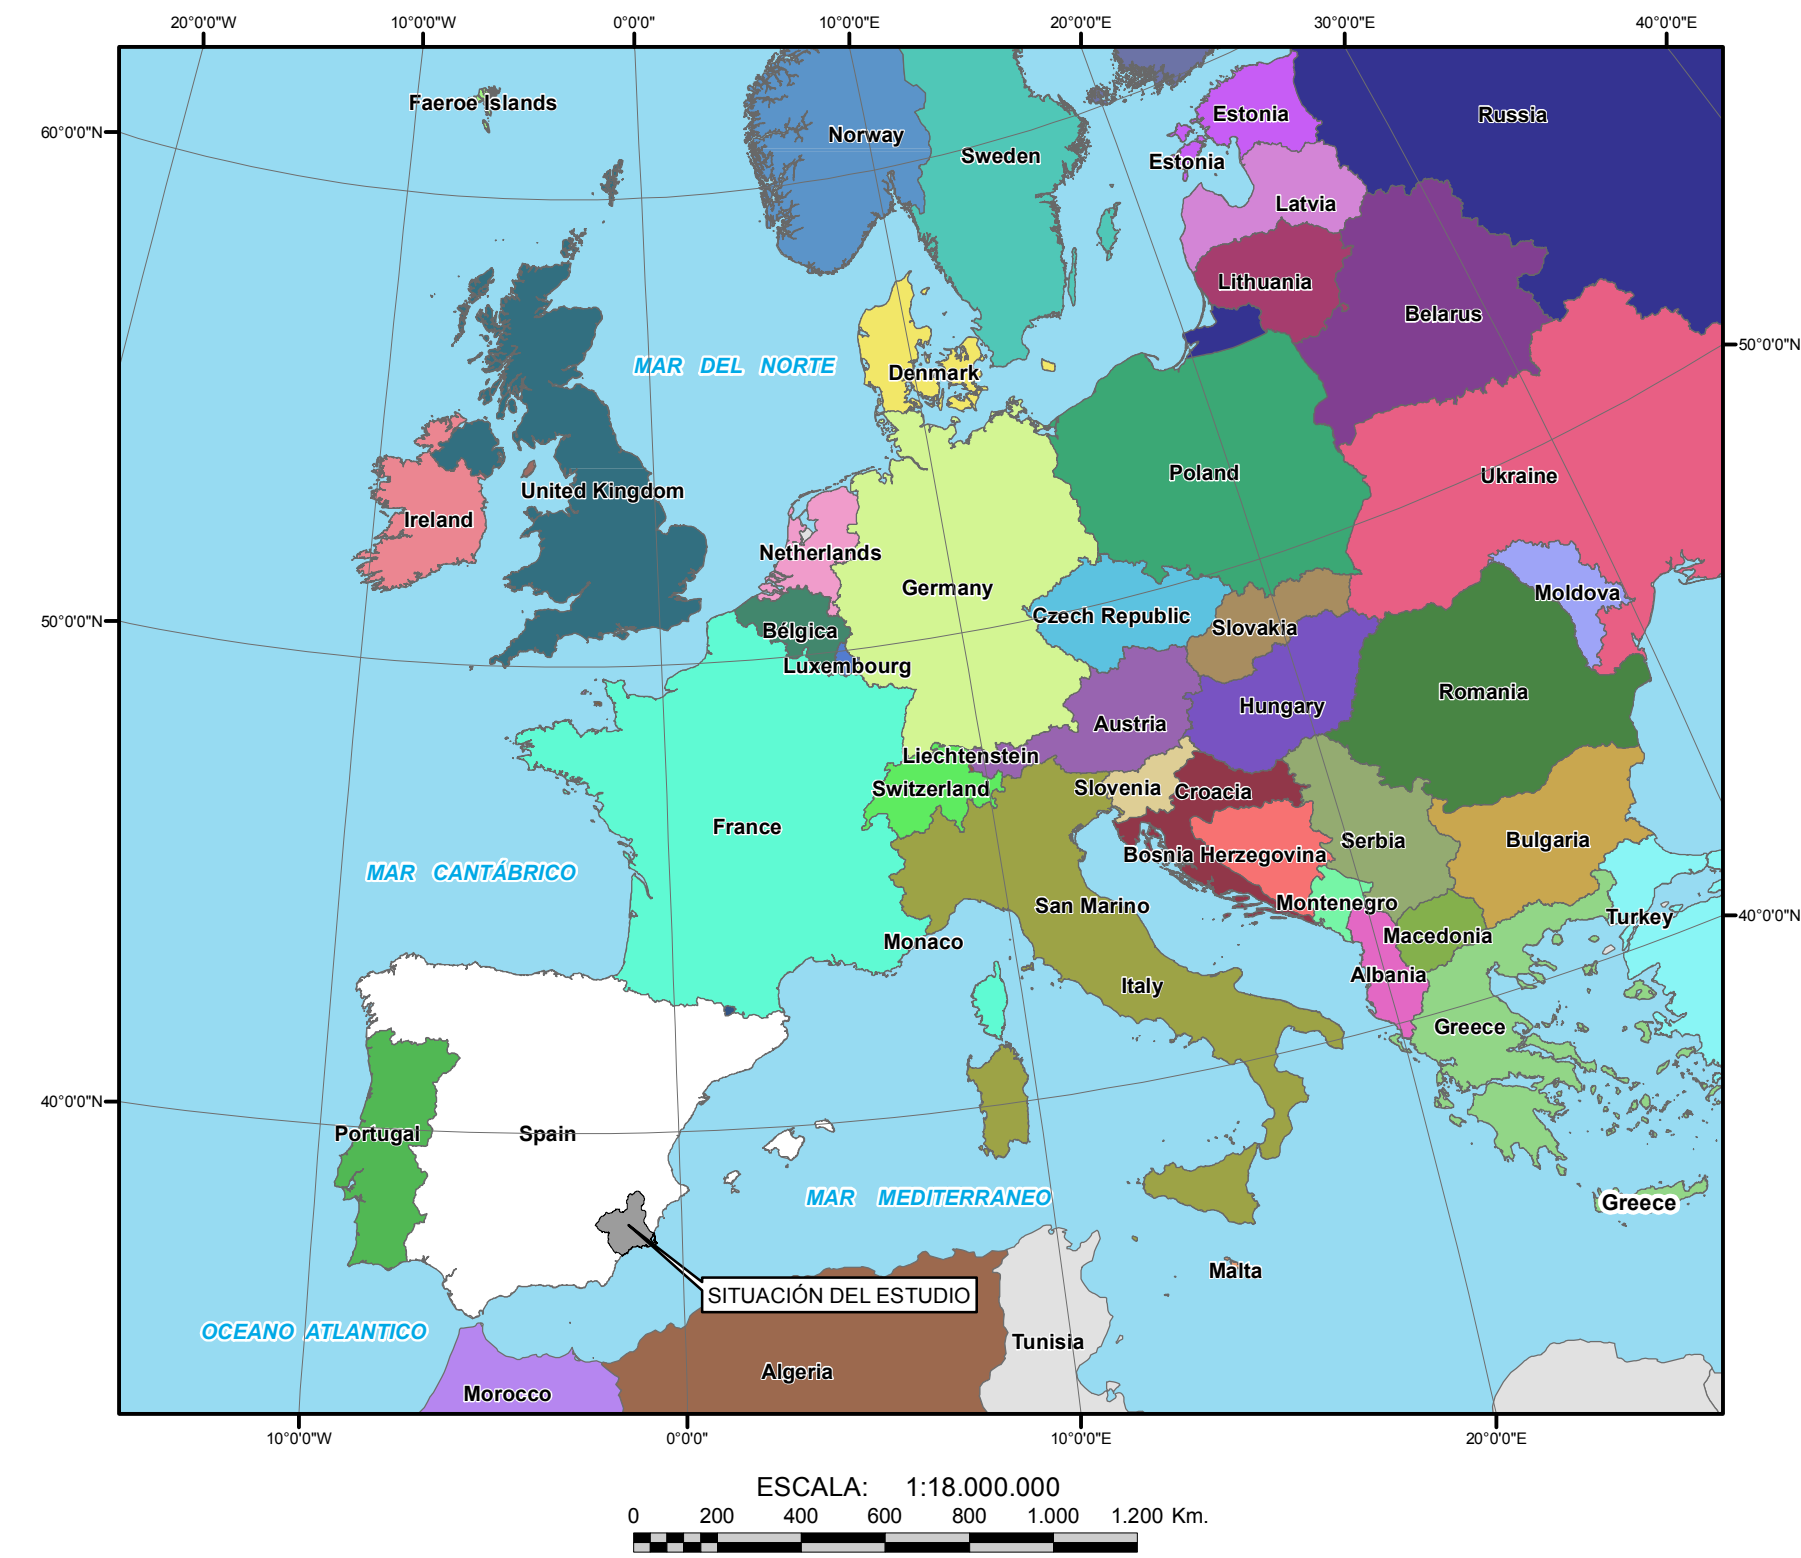 20°0'0"W 10°0'0"W 0°0'0" 10°0'0"E 20°0'0"E 30°0'0"E 40°0'0"E
Faeroe Islands
Estonia
Russia
60°0'0"N
Norway
Sweden
Estonia
Latvia
Lithuania
Belarus
50°0'0"N
MAR DEL NORTE
Denmark
Poland
Ukraine
United Kingdom
Ireland
Netherlands
Germany
Moldova
Czech Republic
50°0'0"N
Bélgica
Slovakia
Luxembourg
Romania
Hungary
Austria
Liechtenstein
Switzerland
Slovenia
Croacia
France
Serbia
Bulgaria
Bosnia Herzegovina
MAR CANTÁBRICO
San Marino
Montenegro
Turkey
40°0'0"N
Monaco
Macedonia
Albania
Italy
Greece
40°0'0"N
Portugal
Spain
MAR MEDITERRANEO
Greece
Malta
SITUACIÓN DEL ESTUDIO
OCEANO ATLANTICO
Tunisia
Algeria
Morocco
10°0'0"W 0°0'0" 10°0'0"E 20°0'0"E
ESCALA: 1:18.000.000
0 200 400 600 800 1.000 1.200 Km.